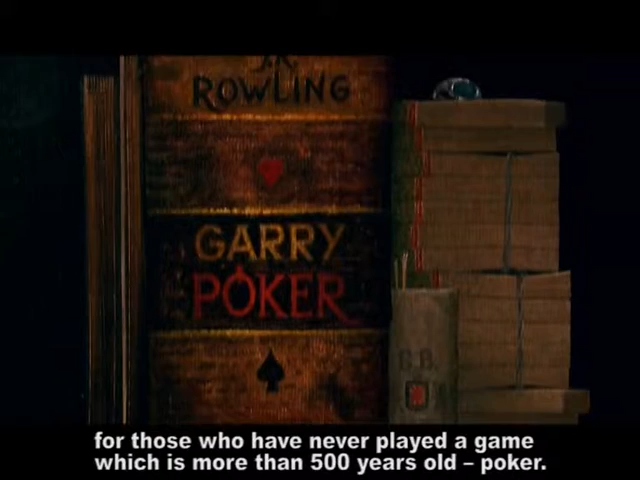 J.K.
ROWLING
GARRY
POKER
B.B.
for those who have never played a game
which is more than 500 years old – poker.